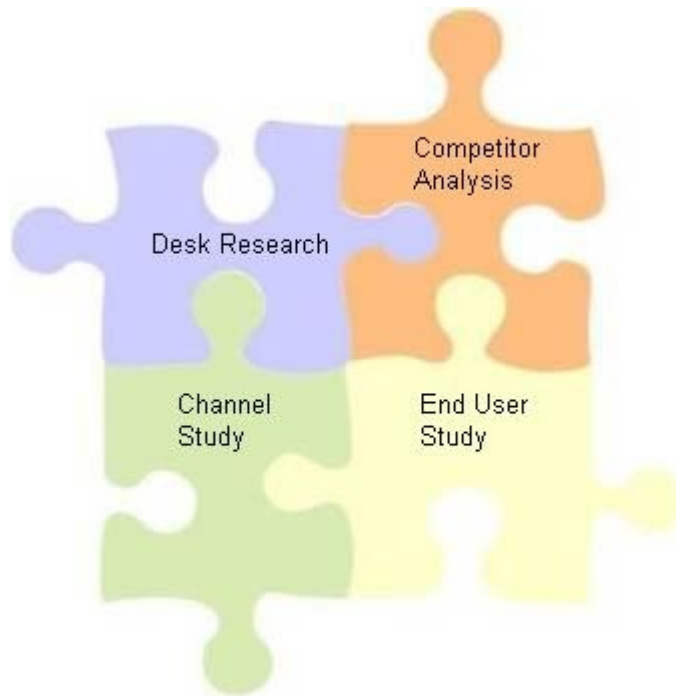 Competitor
Analysis
Desk Research
Channel
Study
End User
Study